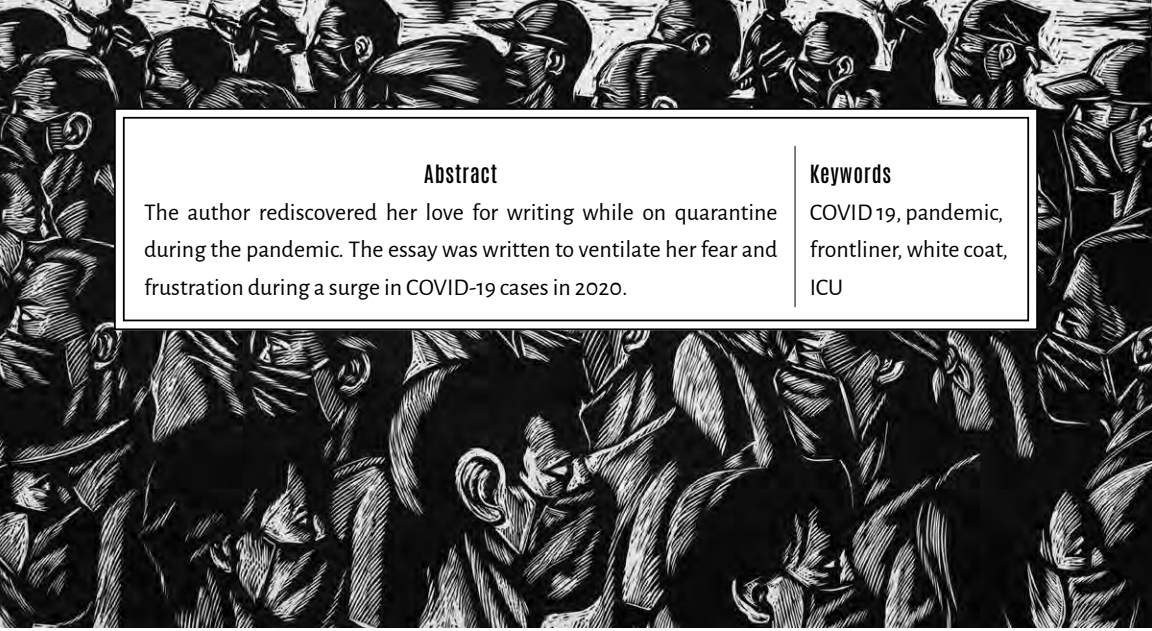 Abstract
The author rediscovered her love for writing while on quarantine
during the pandemic. The essay was written to ventilate her fear and
frustration during a surge in COVID-19 cases in 2020.
Keywords
COVID 19, pandemic,
frontliner, white coat,
ICU